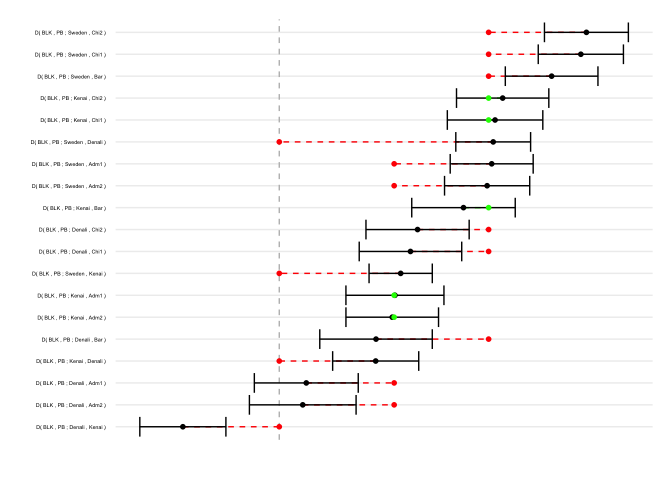 D( BLK , PB ; Sweden , Chi2 )
D( BLK , PB ; Sweden , Chi1 )
D( BLK , PB ; Sweden , Bar )
D( BLK , PB ; Kenai , Chi2 )
D( BLK , PB ; Kenai , Chi1 )
D( BLK , PB ; Sweden , Denali )
D( BLK , PB ; Sweden , Adm1 )
D( BLK , PB ; Sweden , Adm2 )
D( BLK , PB ; Kenai , Bar )
D( BLK , PB ; Denali , Chi2 )
D( BLK , PB ; Denali , Chi1 )
D( BLK , PB ; Sweden , Kenai )
D( BLK , PB ; Kenai , Adm1 )
D( BLK , PB ; Kenai , Adm2 )
D( BLK , PB ; Denali , Bar )
D( BLK , PB ; Kenai , Denali )
D( BLK , PB ; Denali , Adm1 )
D( BLK , PB ; Denali , Adm2 )
D( BLK , PB ; Denali , Kenai )